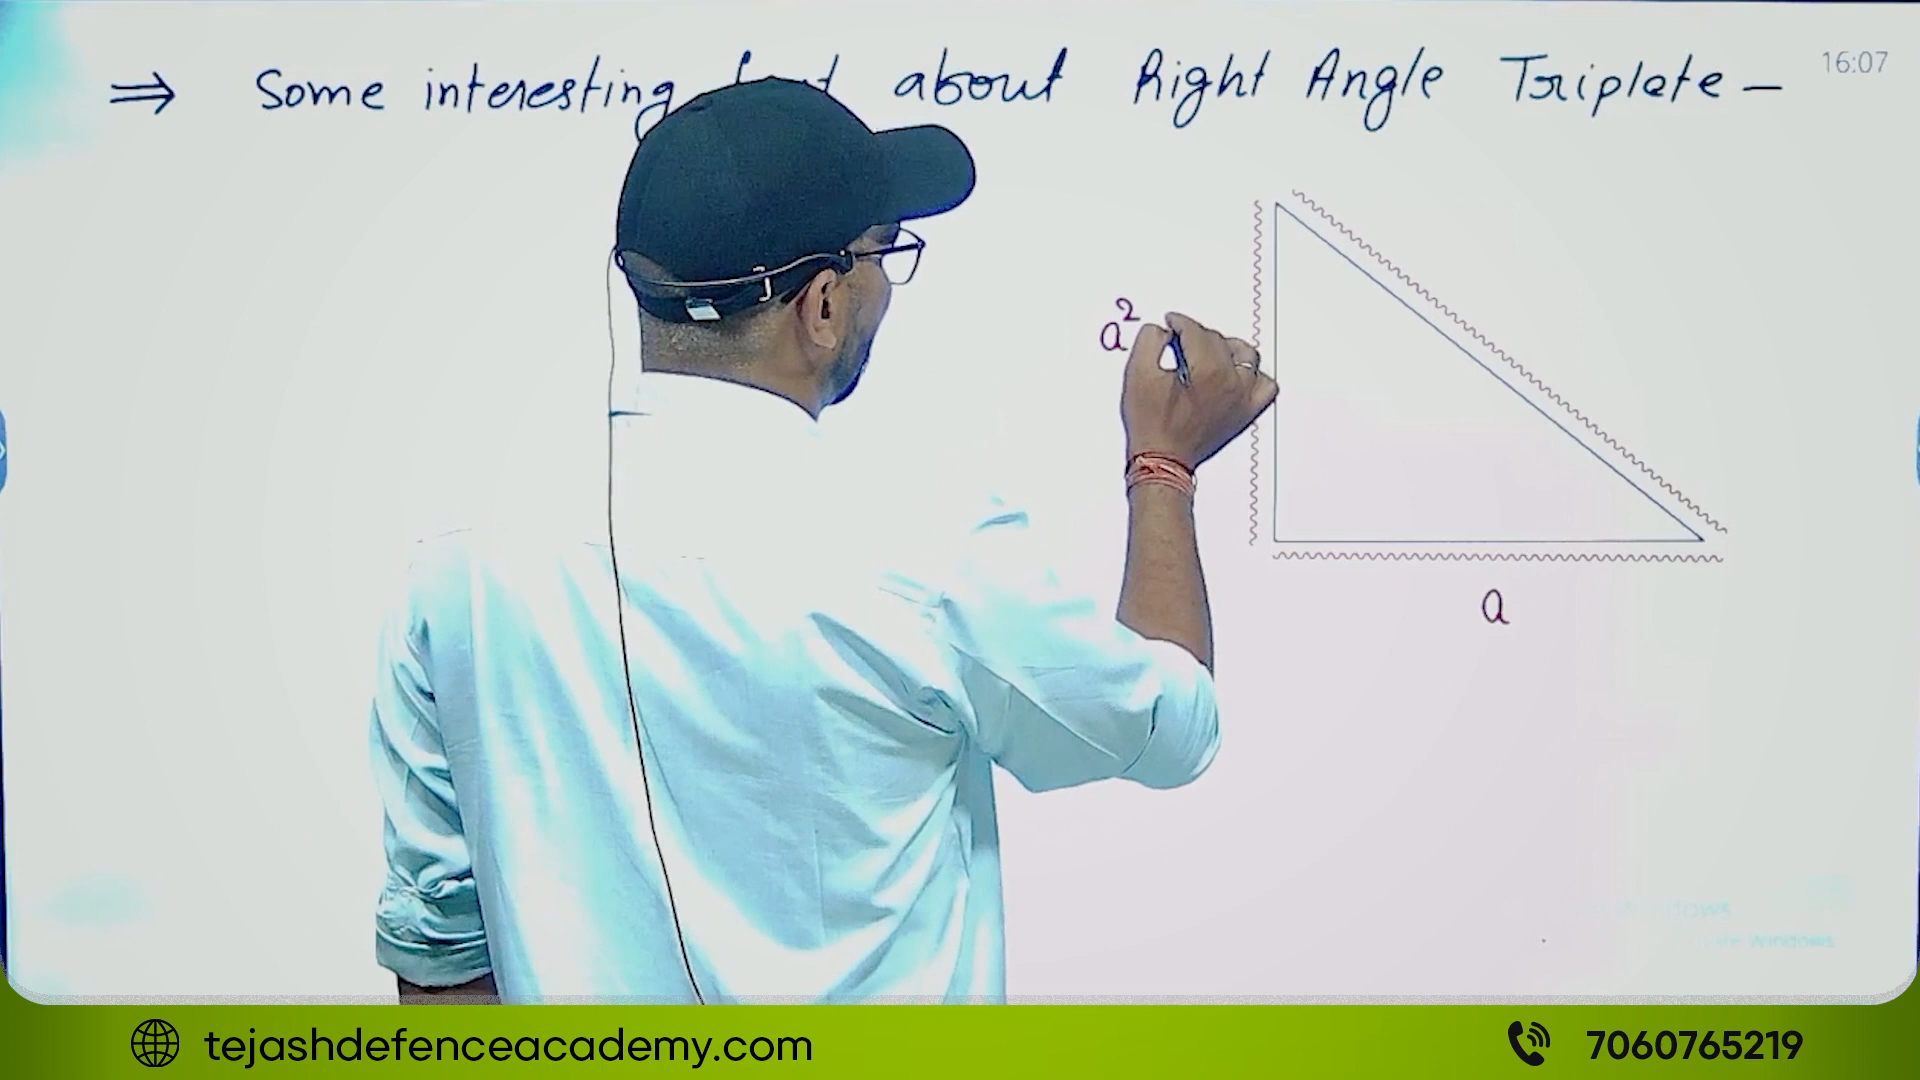 ⇒ Some interesting about Right Angle Triplete –
16:07
a²
a
tejashdefenceacademy.com
7060765219